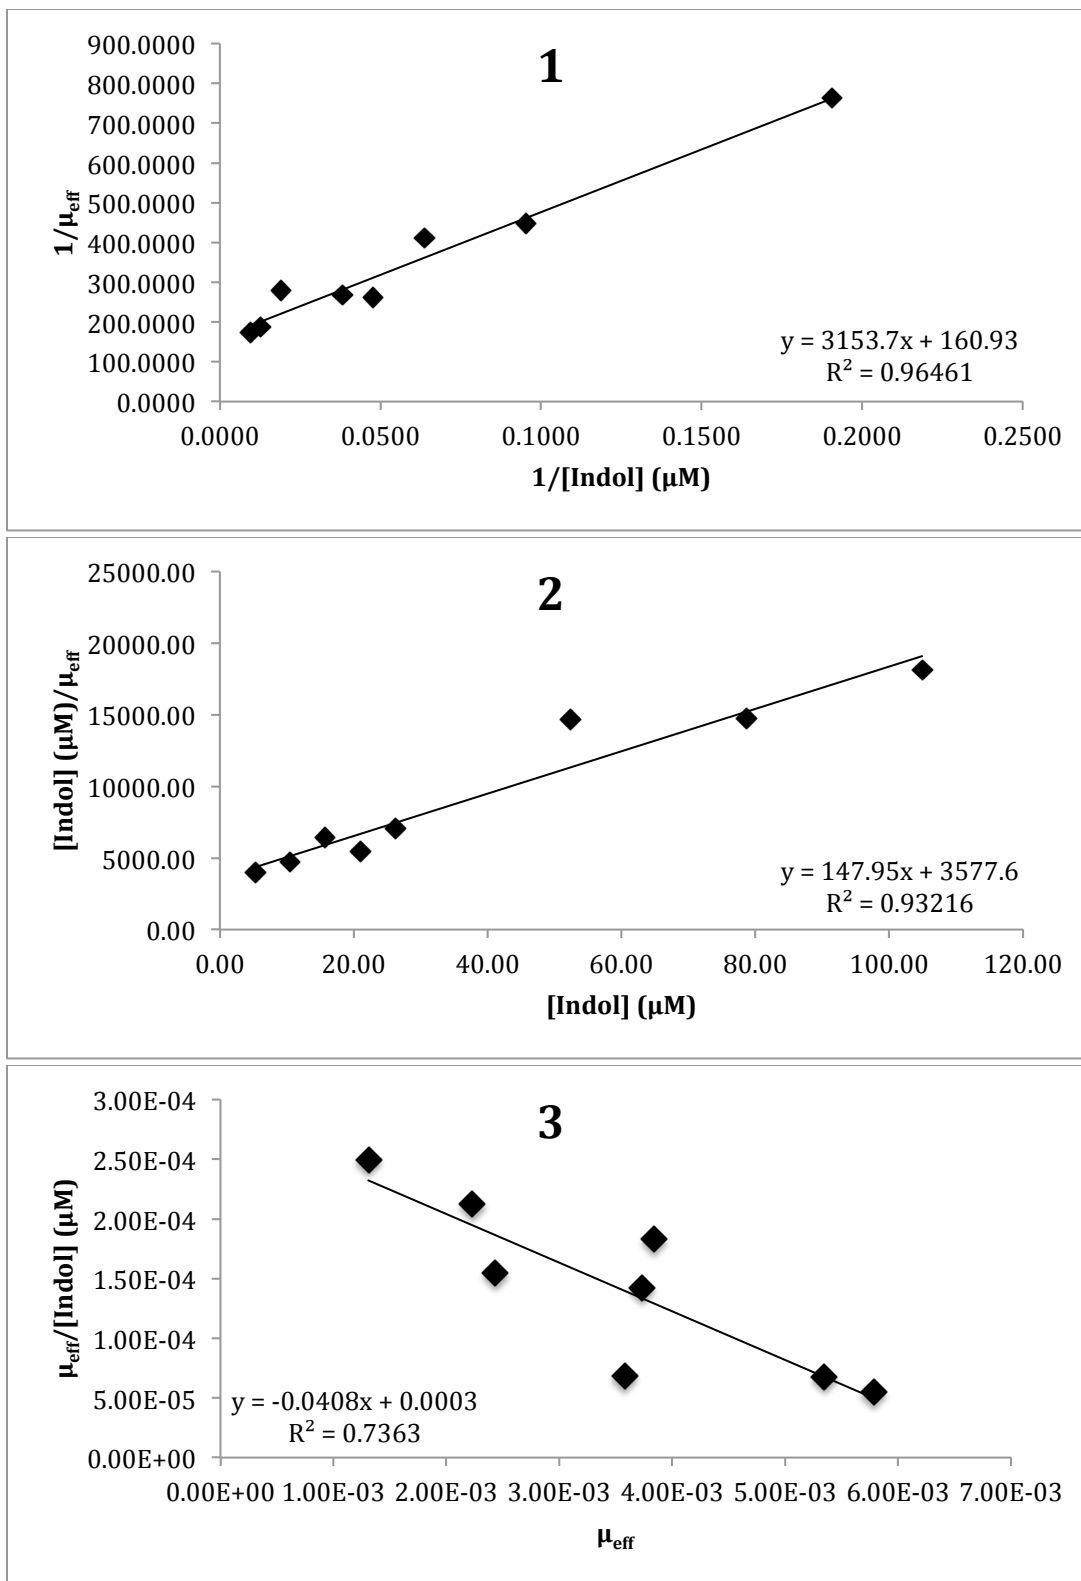 1
900.0000
800.0000
700.0000
600.0000
500.0000
400.0000
300.0000
200.0000
100.0000
0.0000
1/μeff
y = 3153.7x + 160.93
R² = 0.96461
0.0000 0.0500 0.1000 0.1500 0.2000 0.2500
1/[Indol] (μM)
2
25000.00
20000.00
15000.00
10000.00
5000.00
0.00
[Indol] (μM)/μeff
y = 147.95x + 3577.6
R² = 0.93216
0.00 20.00 40.00 60.00 80.00 100.00 120.00
[Indol] (μM)
3
3.00E-04
2.50E-04
2.00E-04
1.50E-04
1.00E-04
5.00E-05
0.00E+00
μeff/[Indol] (μM)
y = -0.0408x + 0.0003
R² = 0.7363
0.00E+00 1.00E-03 2.00E-03 3.00E-03 4.00E-03 5.00E-03 6.00E-03 7.00E-03
μeff